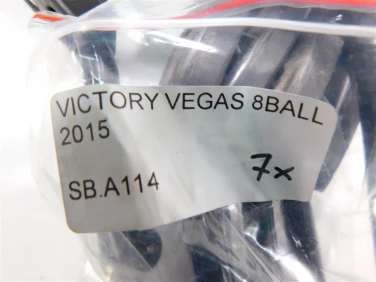 VICTORY VEGAS 8BALL
2015
SB.A114 7x